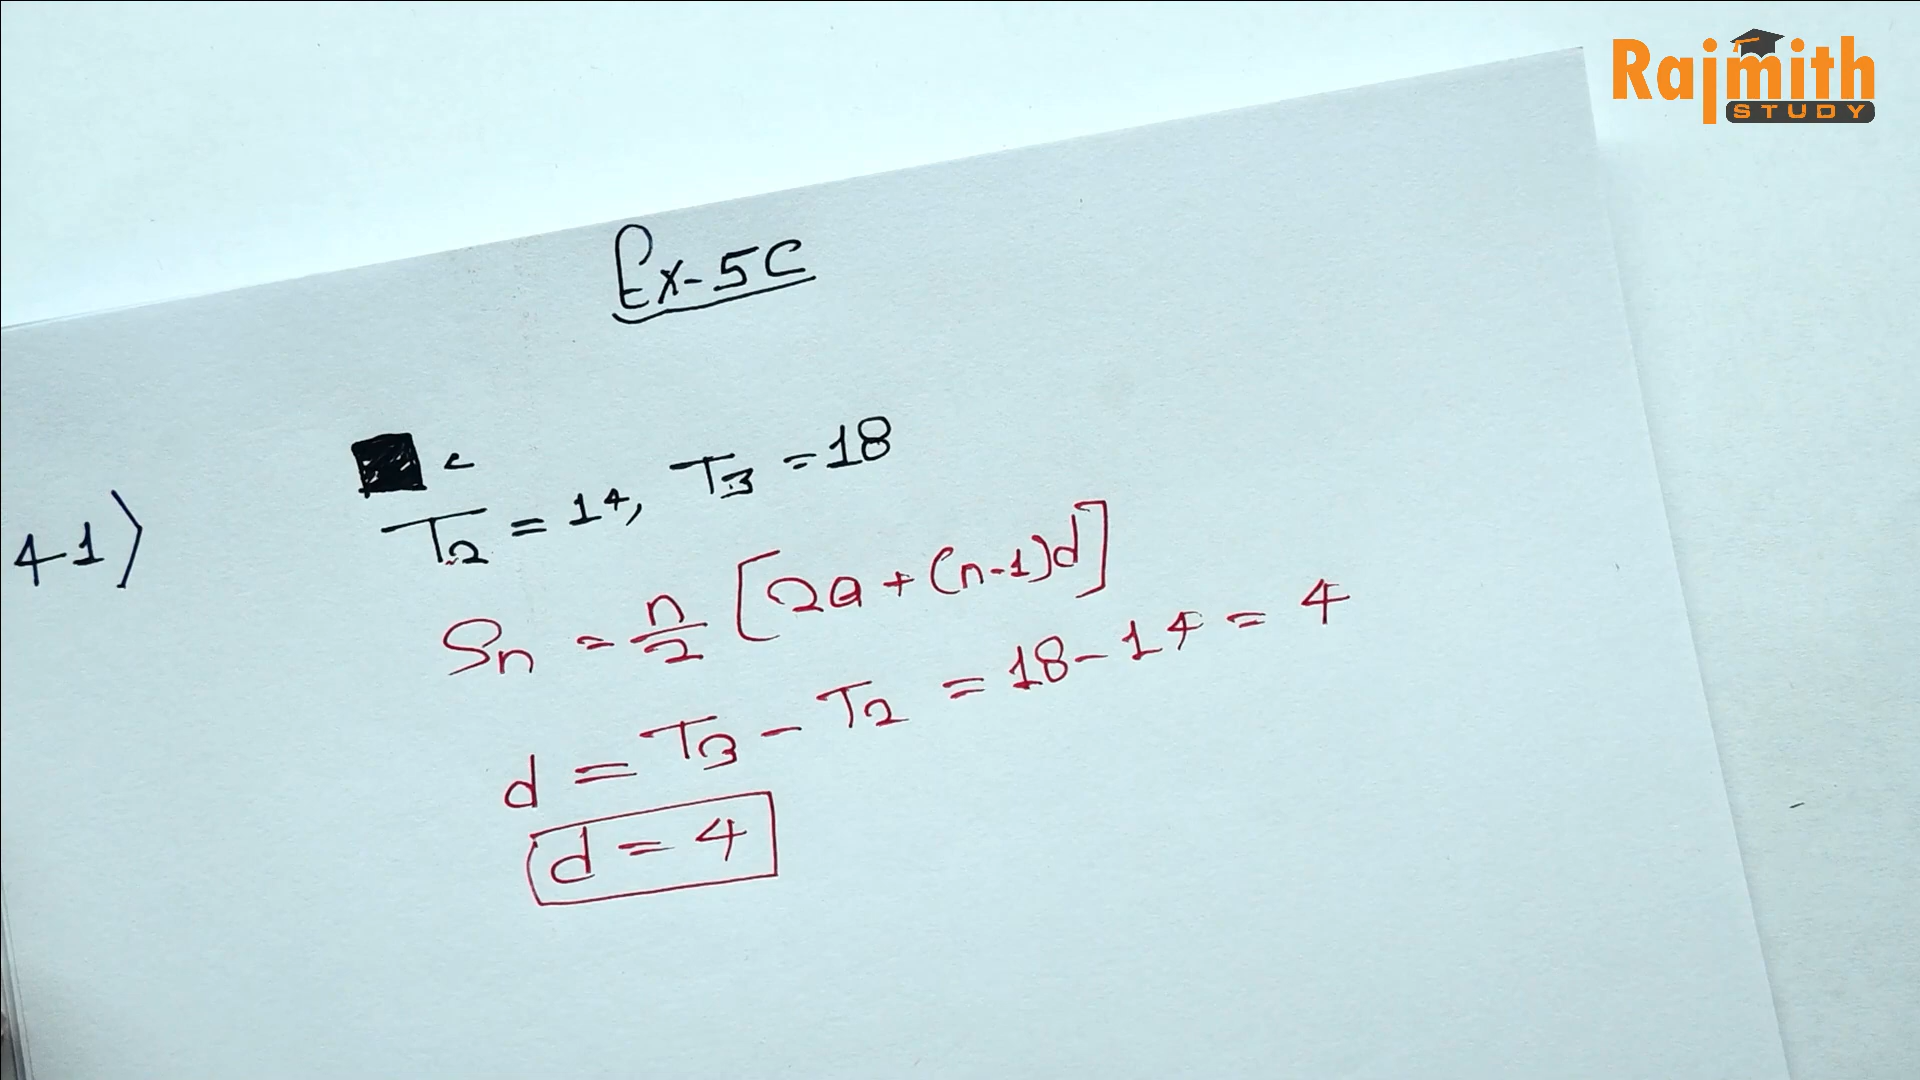 Rajmith
STUDY
Ex-5C
41)
T₂ = 14, T₃ = 18
Sn = n/2 [2a + (n-1)d]
d = T₃ - T₂ = 18 - 14 = 4
d = 4